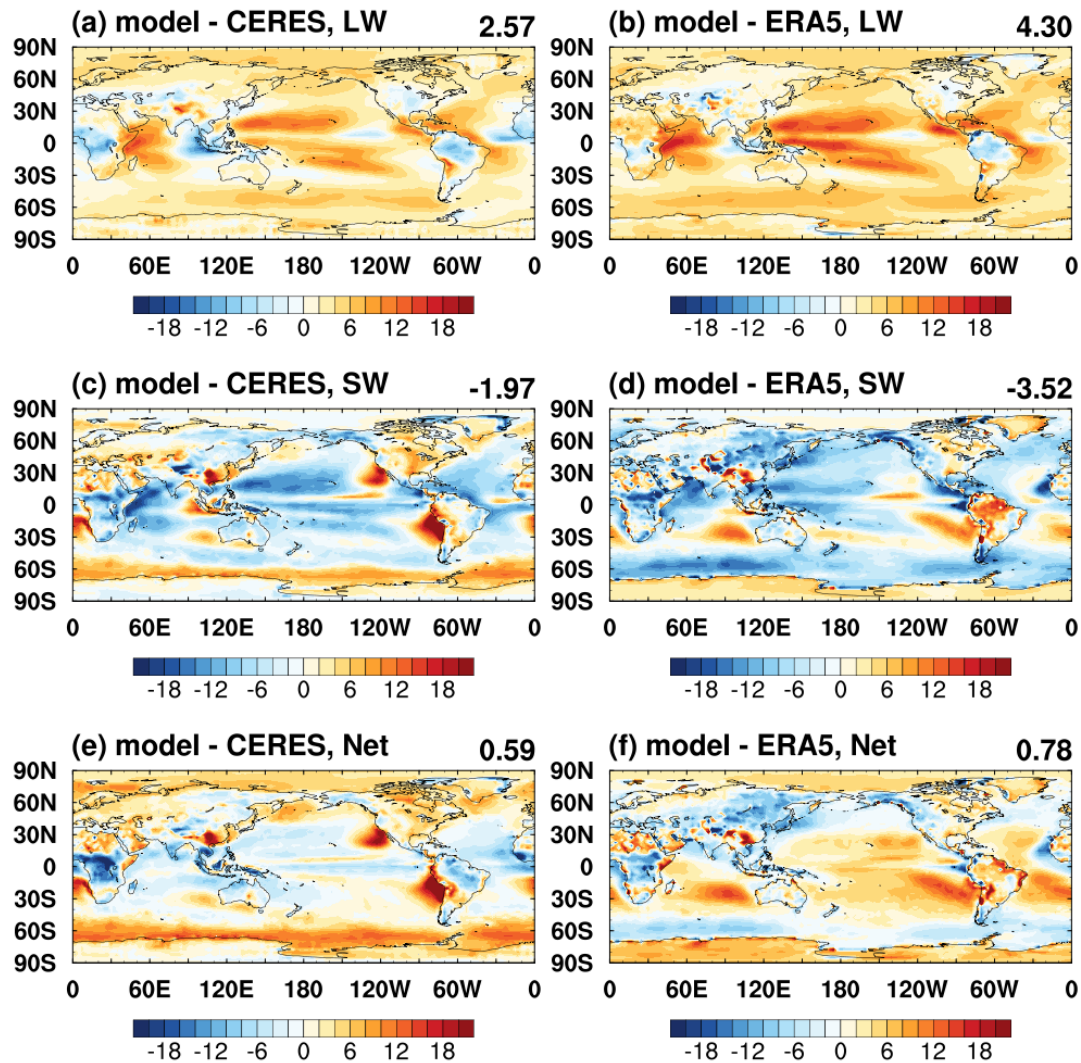 (a) model - CERES, LW 2.57 (b) model - ERA5, LW 4.30
90N 90N
60N 60N
30N 30N
0 0
30S 30S
60S 60S
90S 90S
0 60E 120E 180 120W 60W 0 0 60E 120E 180 120W 60W 0
-18 -12 -6 0 6 12 18 -18 -12 -6 0 6 12 18
(c) model - CERES, SW -1.97 (d) model - ERA5, SW -3.52
90N 90N
60N 60N
30N 30N
0 0
30S 30S
60S 60S
90S 90S
0 60E 120E 180 120W 60W 0 0 60E 120E 180 120W 60W 0
-18 -12 -6 0 6 12 18 -18 -12 -6 0 6 12 18
(e) model - CERES, Net 0.59 (f) model - ERA5, Net 0.78
90N 90N
60N 60N
30N 30N
0 0
30S 30S
60S 60S
90S 90S
0 60E 120E 180 120W 60W 0 0 60E 120E 180 120W 60W 0
-18 -12 -6 0 6 12 18 -18 -12 -6 0 6 12 18